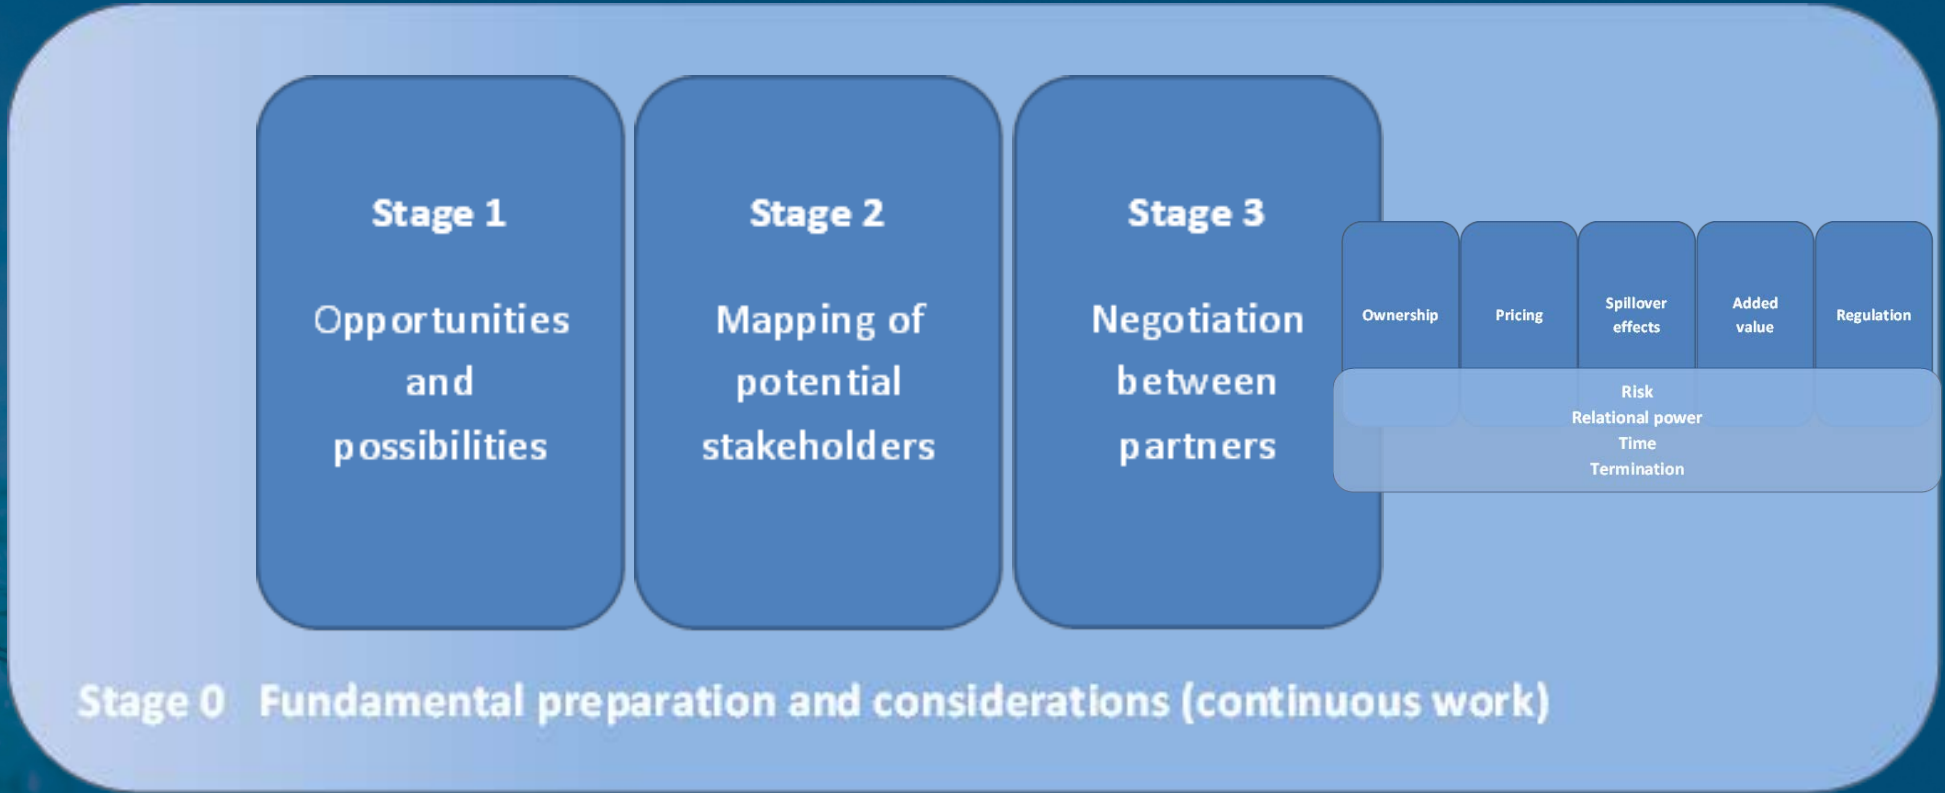 Stage 1
Opportunities
and
possibilities
Stage 2
Mapping of
potential
stakeholders
Stage 3
Negotiation
between
partners
Ownership
Pricing
Spillover
effects
Added
value
Regulation
Risk
Relational power
Time
Termination
Stage 0 Fundamental preparation and considerations (continuous work)